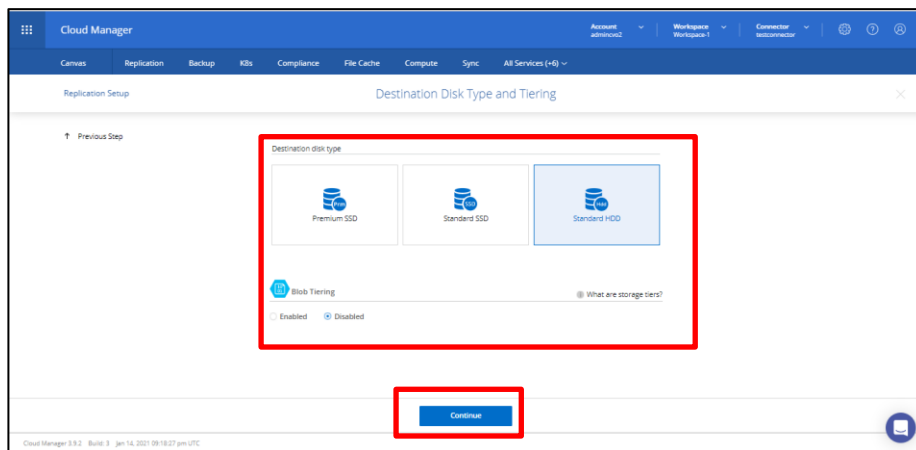 Cloud Manager
Account
admincvo2
Workspace
Workspace-1
Connector
testconnector
Canvas Replication Backup K8s Compliance File Cache Compute Sync All Services (+6)
Replication Setup
Destination Disk Type and Tiering
Previous Step
Destination disk type
Premium SSD
SSD
Standard SSD
Standard HDD
Blob Tiering
What are storage tiers?
Enabled Disabled
Continue
Cloud Manager 3.9.2 Build: 3 Jan 14, 2021 09:18:27 pm UTC